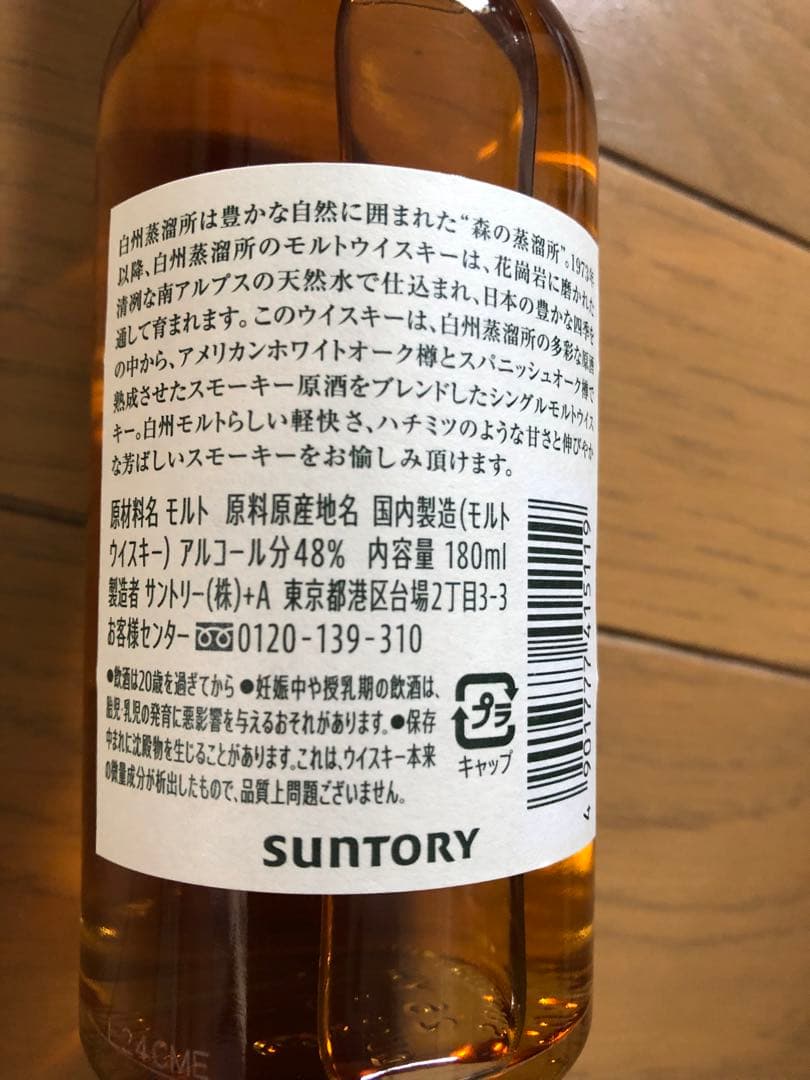 白州蒸溜所は豊かな自然に囲まれた“森の蒸溜所”。1973年
以降、白州蒸溜所のモルトウイスキーは、花崗岩に磨かれた
清冽な南アルプスの天然水で仕込まれ、日本の豊かな四季を
通して育まれます。このウイスキーは、白州蒸溜所の多彩な原酒
の中から、アメリカンホワイトオーク樽とスパニッシュオーク樽で
熟成させたスモーキー原酒をブレンドしたシングルモルトウイス
キー。白州モルトらしい軽快さ、ハチミツのような甘さと伸びやか
な芳ばしいスモーキーをお愉しみ頂けます。
原材料名 モルト 原料原産地名 国内製造(モルト
ウイスキー) アルコール分48% 内容量 180ml
製造者 サントリー(株)+A 東京都港区台場2丁目3-3
お客様センター 0120-139-310
●飲酒は20歳を過ぎてから ●妊娠中や授乳期の飲酒は、
胎児・乳児の発育に悪影響を与えるおそれがあります。●保存
中まれに沈殿物を生じることがあります。これは、ウイスキー本来
の微量成分が析出したもので、品質上問題ございません。
プラ
キャップ
4 901777 415119
SUNTORY
24CME